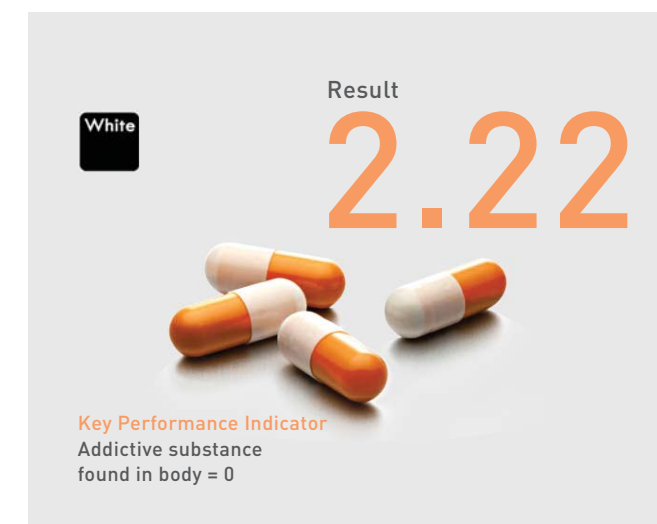 White
Result
2.22
Key Performance Indicator
Addictive substance
found in body = 0